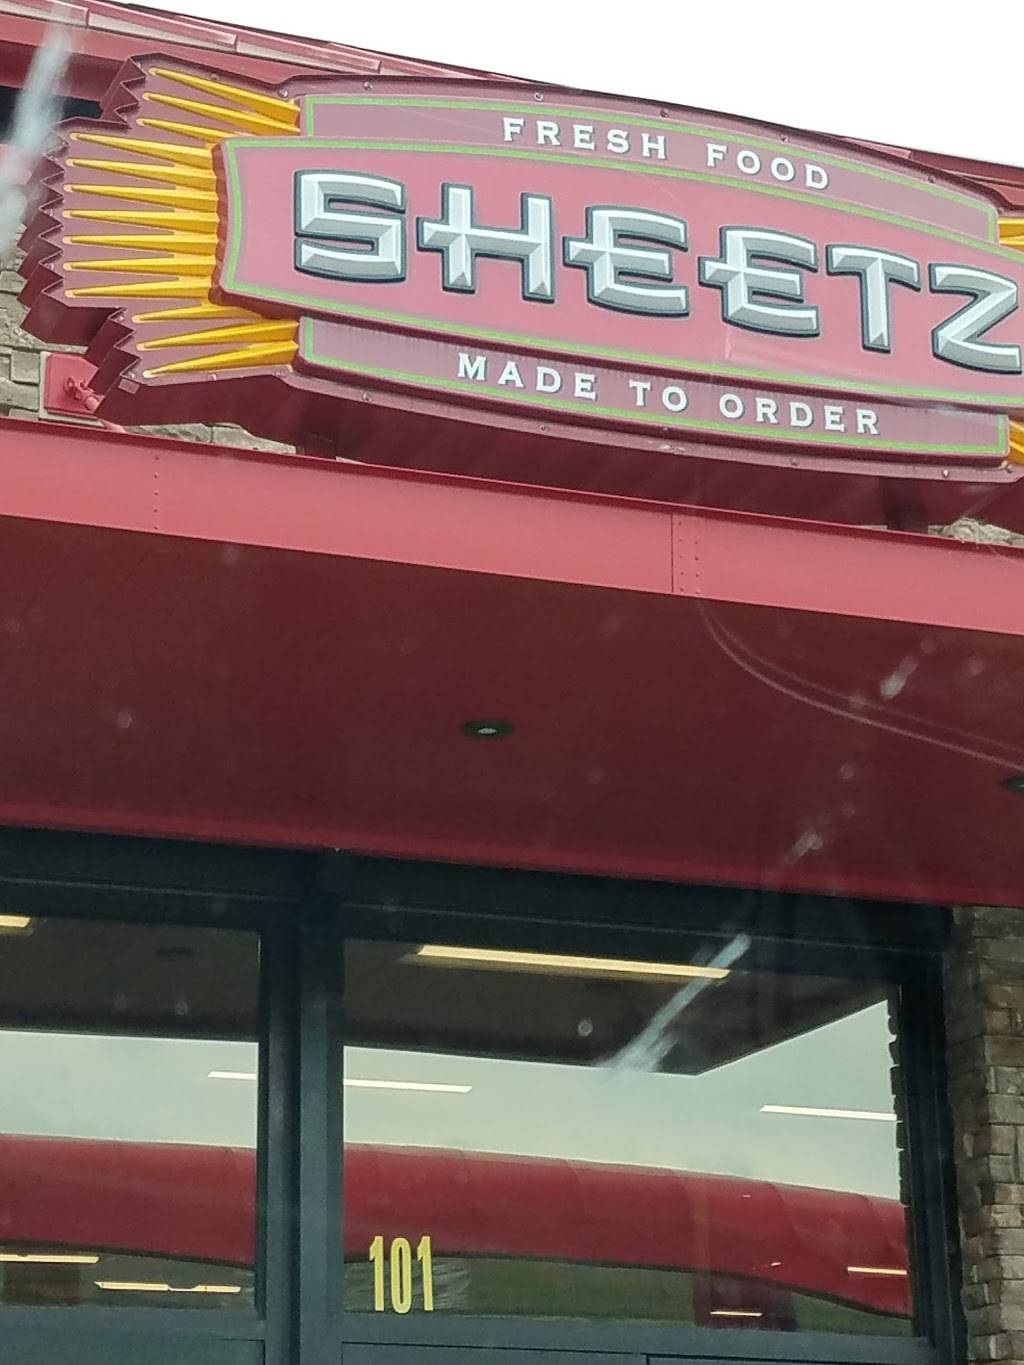 FRESH FOOD
SHEETZ
MADE TO ORDER
101